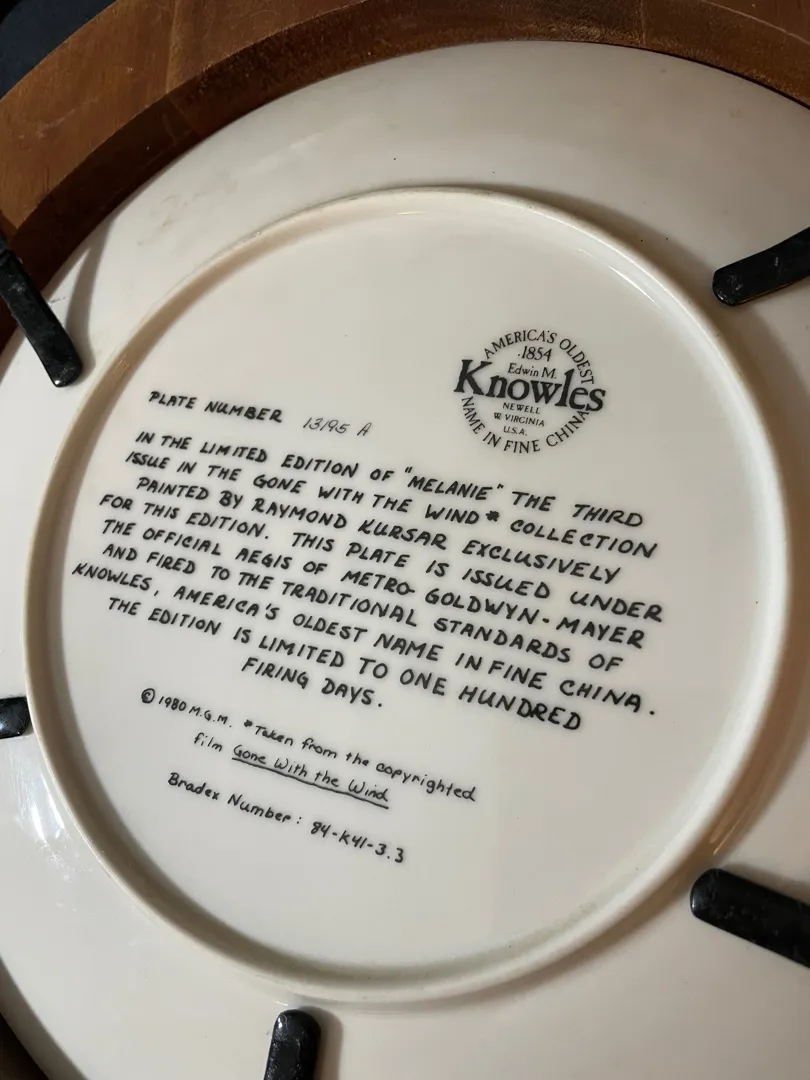 AMERICA'S OLDEST
1854
Edwin M.
Knowles
NEWELL
W. VIRGINIA
U.S.A.
NAME IN FINE CHINA
PLATE NUMBER 13195 A
IN THE LIMITED EDITION OF "MELANIE" THE THIRD
ISSUE IN THE GONE WITH THE WIND* COLLECTION
PAINTED BY RAYMOND KURSAR EXCLUSIVELY
FOR THIS EDITION. THIS PLATE IS ISSUED UNDER
THE OFFICIAL AEGIS OF METRO-GOLDWYN-MAYER
AND FIRED TO THE TRADITIONAL STANDARDS OF
KNOWLES, AMERICA'S OLDEST NAME IN FINE CHINA.
THE EDITION IS LIMITED TO ONE HUNDRED
FIRING DAYS.
© 1980 M.G.M. *Taken from the copyrighted
film Gone With the Wind
Bradex Number: 84-K41-3.3